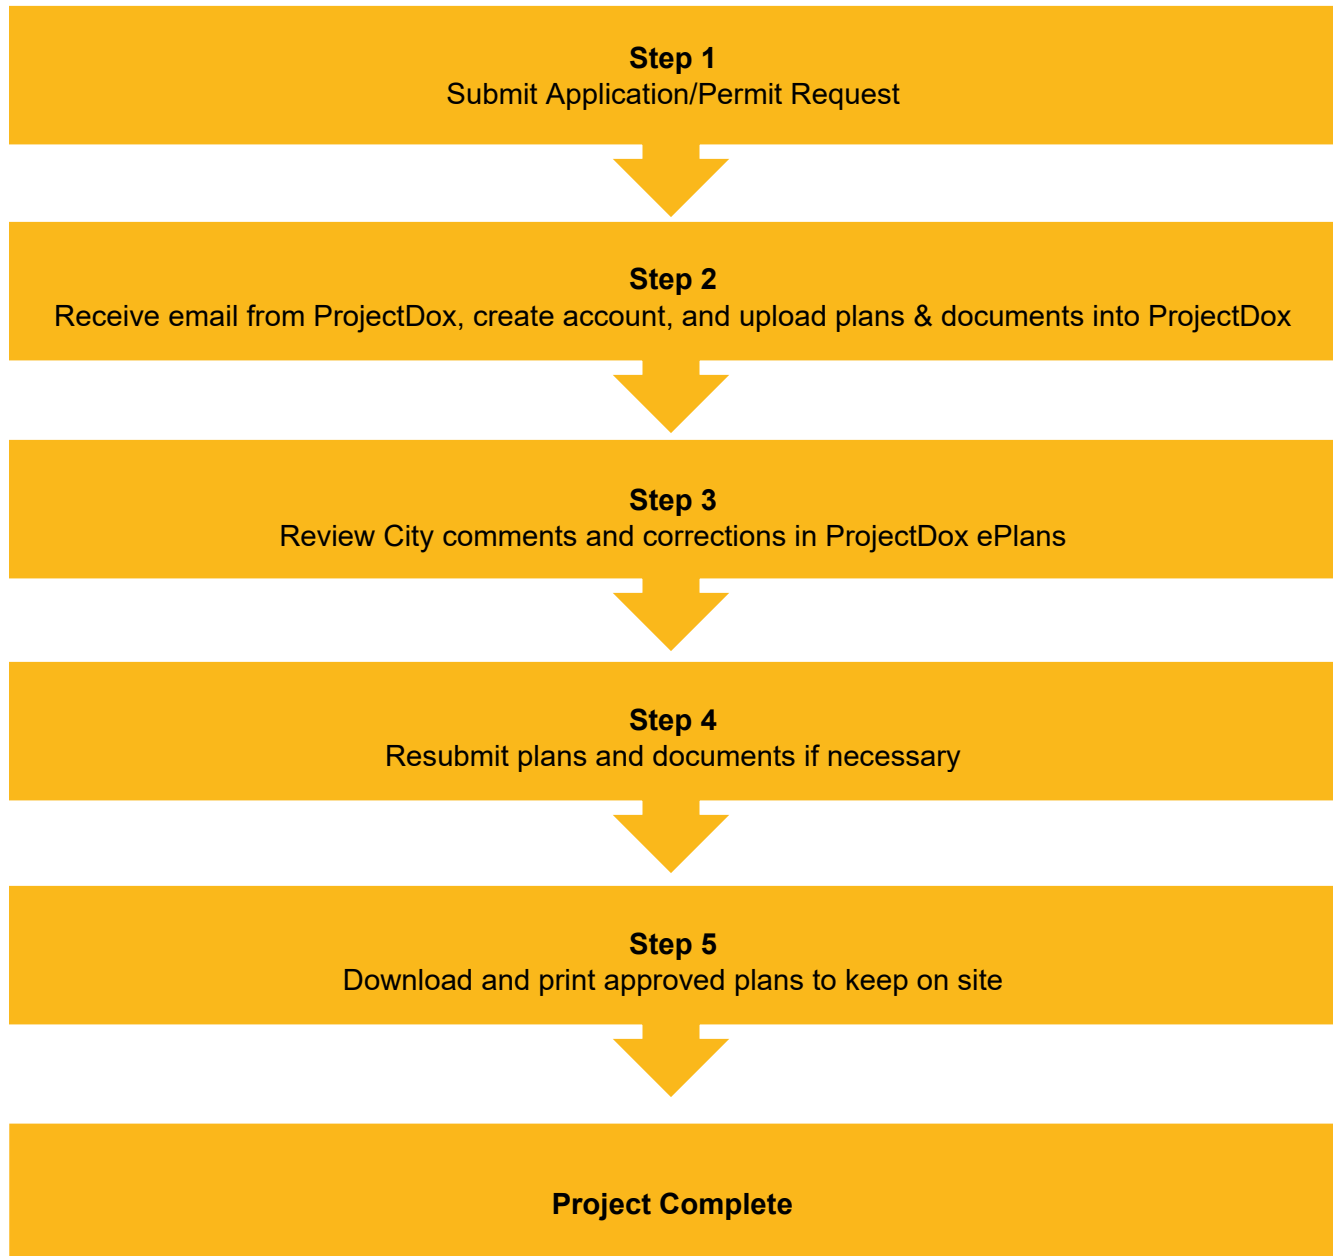 Step 1
Submit Application/Permit Request
Step 2
Receive email from ProjectDox, create account, and upload plans & documents into ProjectDox
Step 3
Review City comments and corrections in ProjectDox ePlans
Step 4
Resubmit plans and documents if necessary
Step 5
Download and print approved plans to keep on site
Project Complete